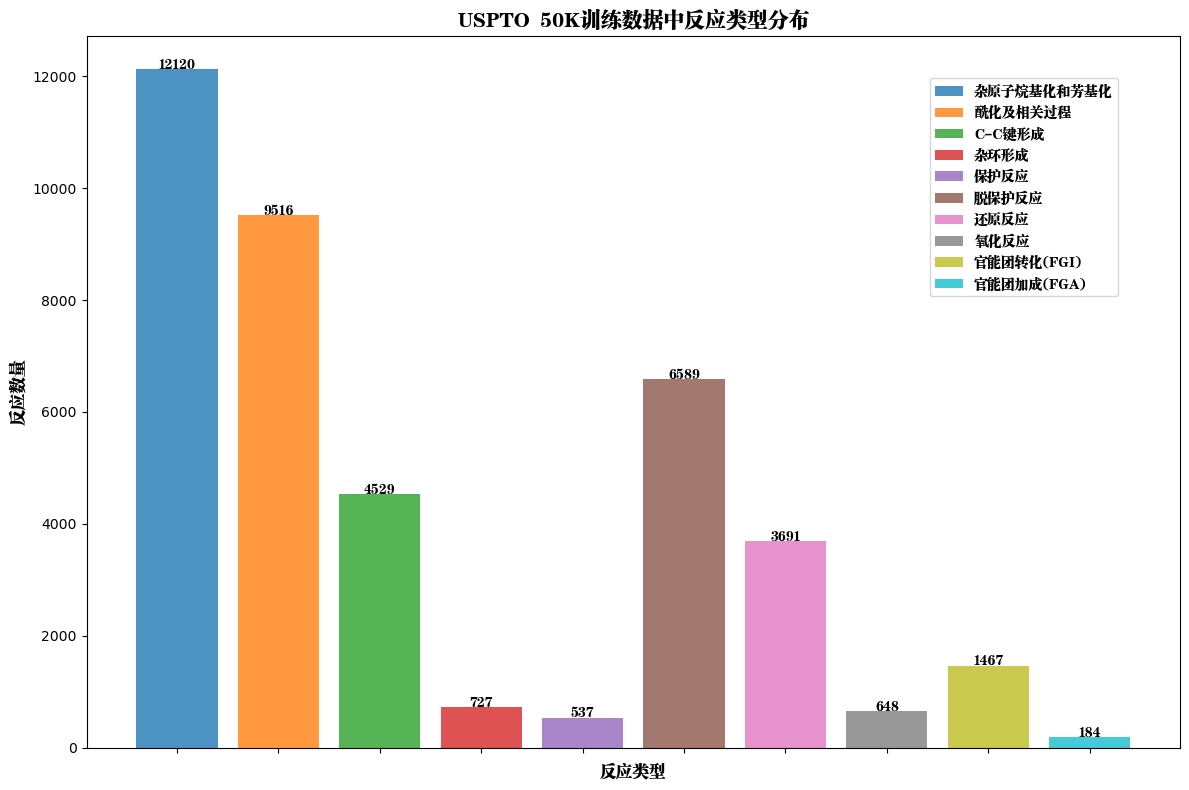 USPTO 50K训练数据中反应类型分布
12000
10000
8000
6000
4000
2000
0
反应数量
12120
9516
4529
727
537
6589
3691
648
1467
184
杂原子烷基化和芳基化
酰化及相关过程
C-C键形成
杂环形成
保护反应
脱保护反应
还原反应
氧化反应
官能团转化(FGI)
官能团加成(FGA)
反应类型